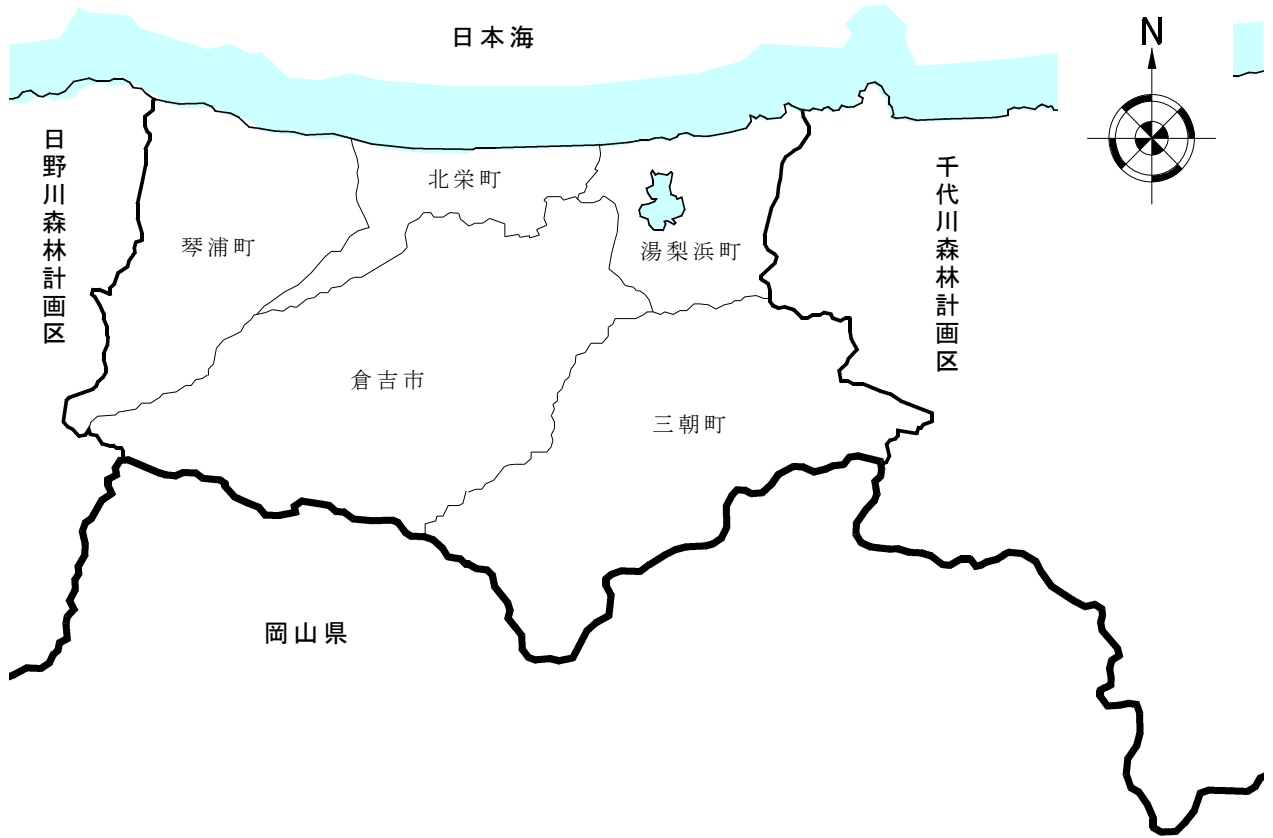 日本海
N
日野川森林計画区
千代川森林計画区
北栄町
琴浦町
湯梨浜町
倉吉市
三朝町
岡山県